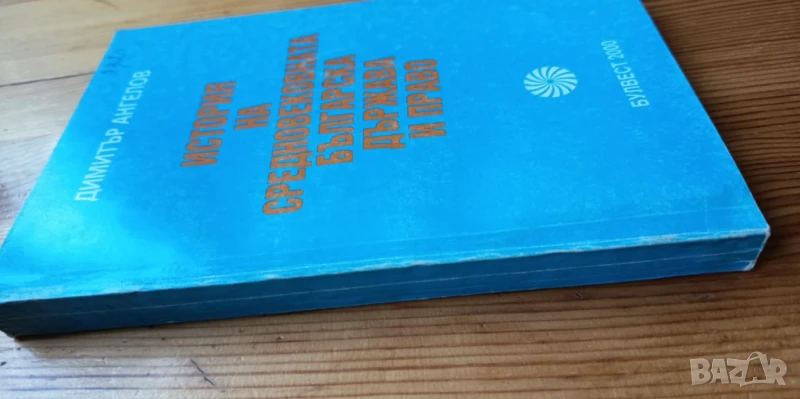 ДИМИТЪР АНГЕЛОВ
ИСТОРИЯ
НА
СРЕДНОВЕКОВНАТА
БЪЛГАРСКА
ДЪРЖАВА
И ПРАВО
БУЛВЕСТ 2000
BAZAR